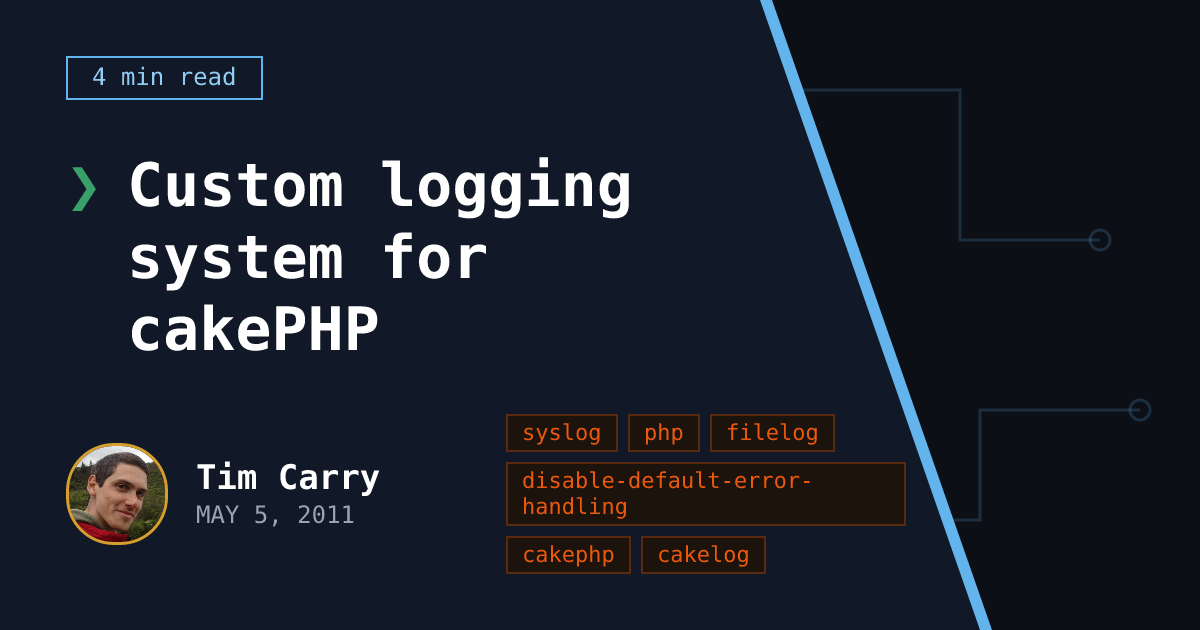 4 min read
❯ Custom logging
system for
cakePHP
Tim Carry
MAY 5, 2011
syslog php filelog
disable-default-error-
handling
cakephp cakelog